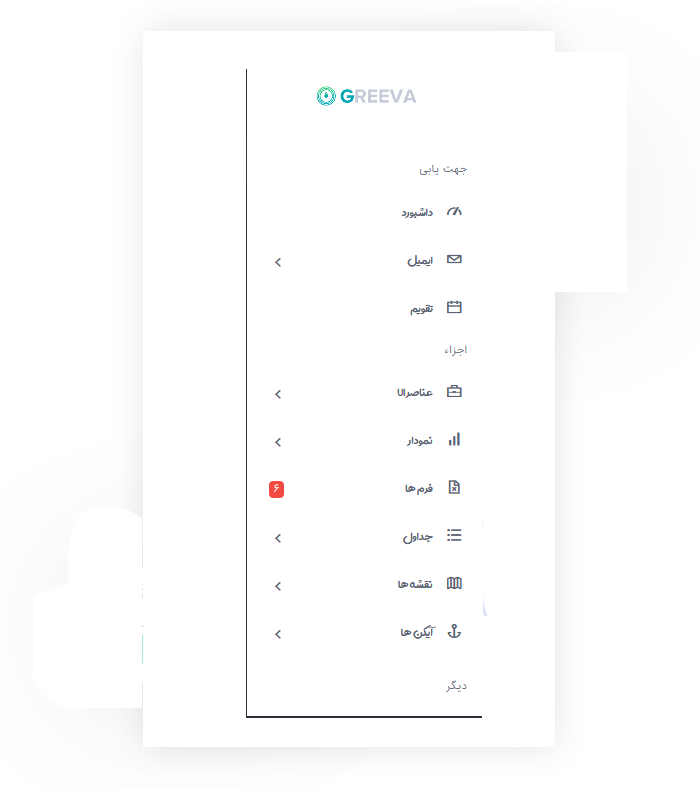 GREEVA
جهت یابی
داشبورد
ایمیل
تقویم
اجزاء
عناصرUI
نمودار
فرم ها
۶
جداول
نقشه ها
آیکن ها
دیگر